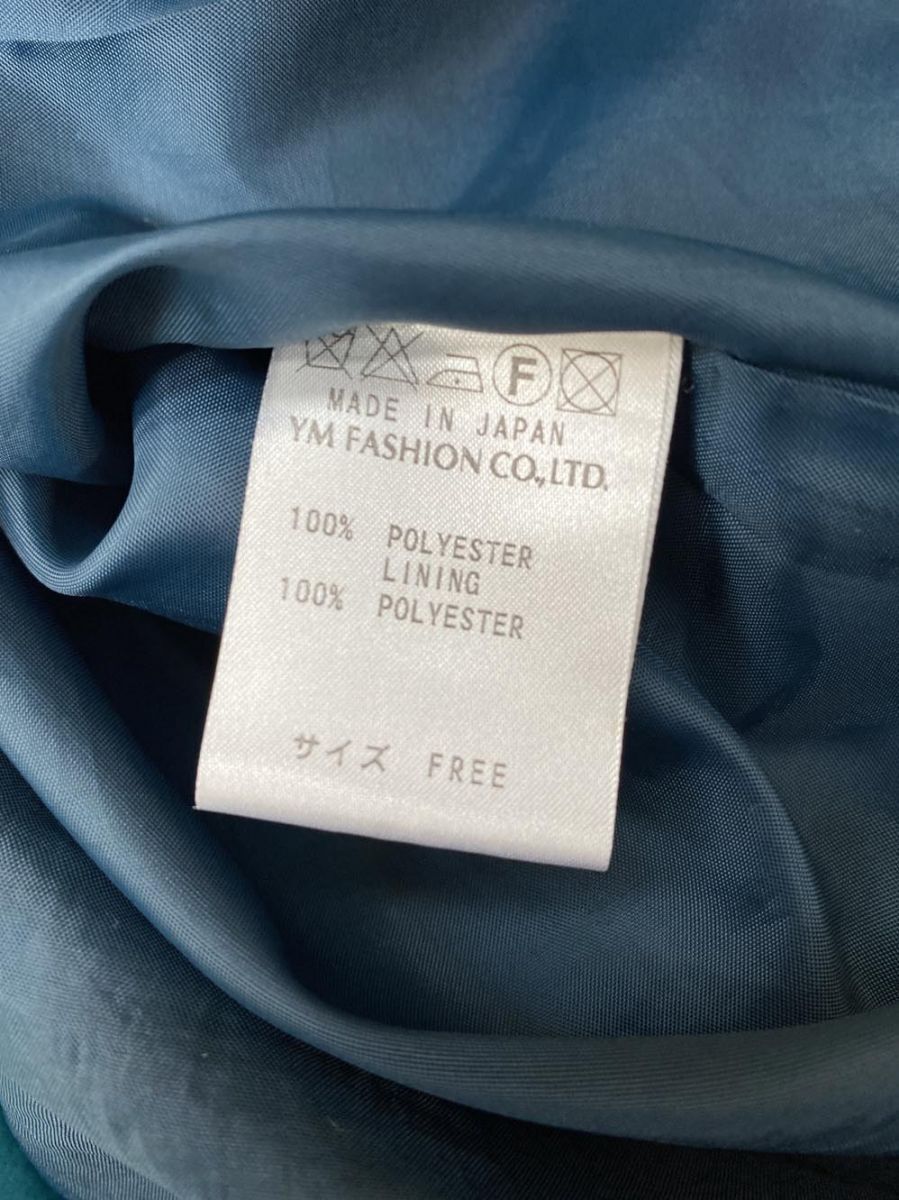 F
MADE IN JAPAN
YM FASHION CO.,LTD.
100% POLYESTER
LINING
100% POLYESTER
サイズ FREE